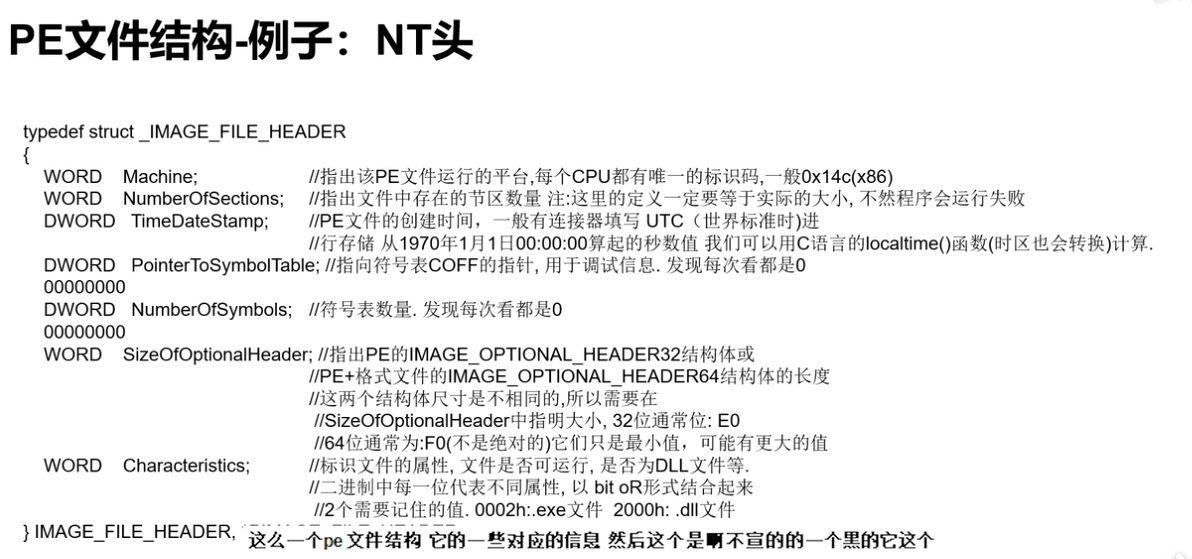 PE文件结构-例子：NT头
typedef struct _IMAGE_FILE_HEADER
{
WORD Machine; //指出该PE文件运行的平台,每个CPU都有唯一的标识码,一般0x14c(x86)
WORD NumberOfSections; //指出文件中存在的节区数量 注:这里的定义一定要等于实际的大小, 不然程序会运行失败
DWORD TimeDateStamp; //PE文件的创建时间，一般有连接器填写 UTC（世界标准时)进
//行存储 从1970年1月1日00:00:00算起的秒数值 我们可以用C语言的localtime()函数(时区也会转换)计算.
DWORD PointerToSymbolTable; //指向符号表COFF的指针, 用于调试信息. 发现每次看都是0
00000000
DWORD NumberOfSymbols; //符号表数量. 发现每次看都是0
00000000
WORD SizeOfOptionalHeader; //指出PE的IMAGE_OPTIONAL_HEADER32结构体或
//PE+格式文件的IMAGE_OPTIONAL_HEADER64结构体的长度
//这两个结构体尺寸是不相同的,所以需要在
//SizeOfOptionalHeader中指明大小, 32位通常位: E0
//64位通常为:F0(不是绝对的)它们只是最小值，可能有更大的值
WORD Characteristics; //标识文件的属性, 文件是否可运行, 是否为DLL文件等.
//二进制中每一位代表不同属性, 以 bit oR形式结合起来
//2个需要记住的值. 0002h:.exe文件 2000h: .dll文件
} IMAGE_FILE_HEADER,
这么一个pe文件结构 它的一些对应的信息 然后这个是唰不宣的的一个黑的它这个